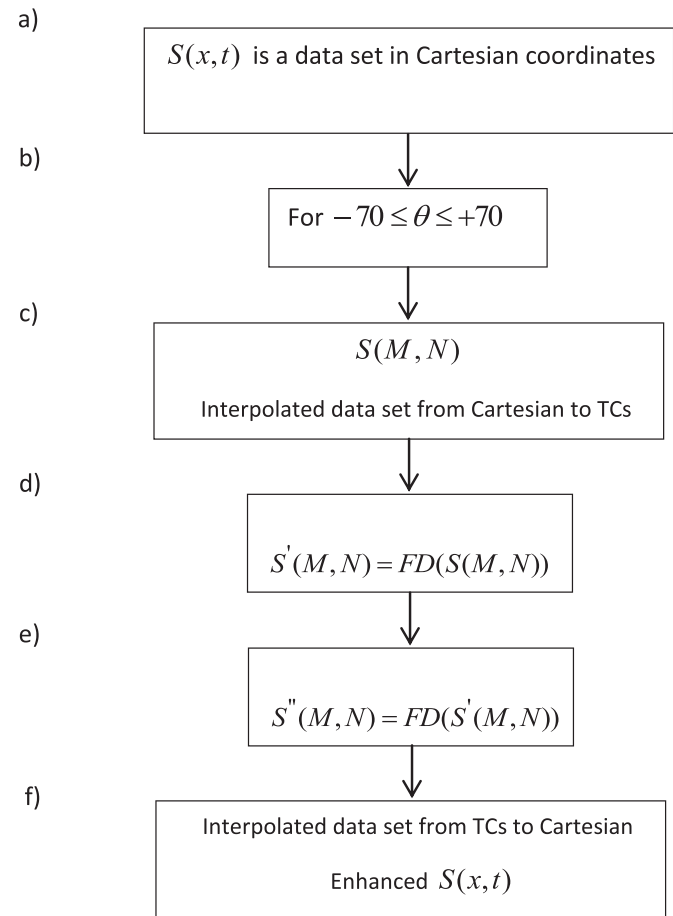 a)
S(x,t) is a data set in Cartesian coordinates
b)
For −70 ≤ θ ≤ +70
c)
S(M,N)
Interpolated data set from Cartesian to TCs
d)
S'(M,N) = FD(S(M,N))
e)
S"(M,N) = FD(S'(M,N))
f)
Interpolated data set from TCs to Cartesian
Enhanced S(x,t)